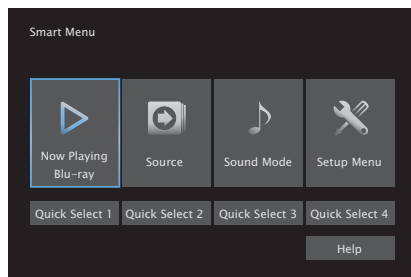 Smart Menu
Now Playing
Blu-ray
Source
Sound Mode
Setup Menu
Quick Select 1
Quick Select 2
Quick Select 3
Quick Select 4
Help